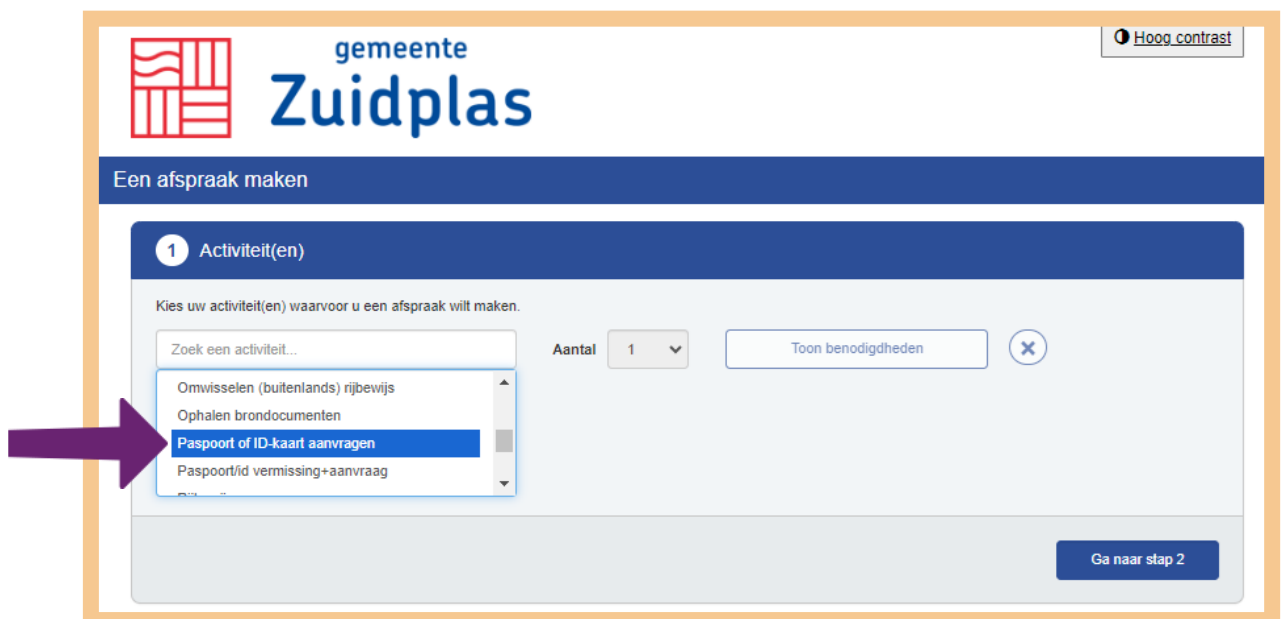 gemeente
Zuidplas
Hoog contrast
Een afspraak maken
1 Activiteit(en)
Kies uw activiteit(en) waarvoor u een afspraak wilt maken.
Zoek een activiteit... Aantal 1 Toon benodigdheden
Omwisselen (buitenlands) rijbewijs
Ophalen brondocumenten
Paspoort of ID-kaart aanvragen
Paspoort/id vermissing+aanvraag
Ga naar stap 2